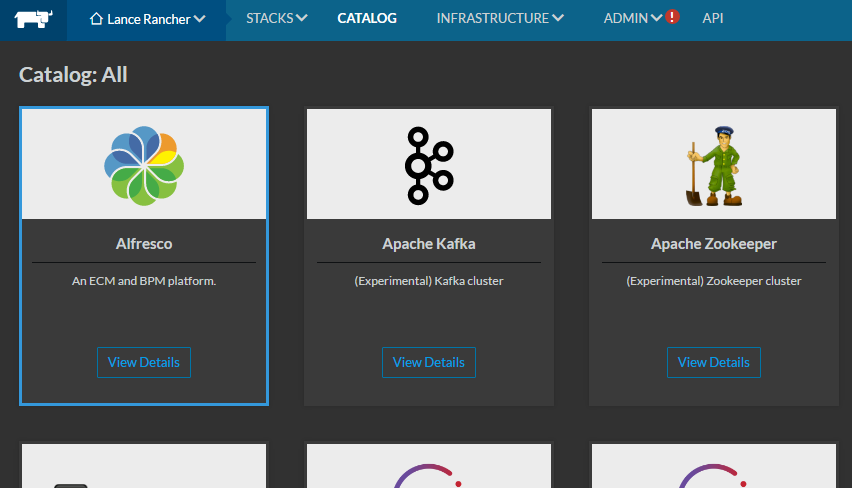 Lance Rancher STACKS CATALOG INFRASTRUCTURE ADMIN ! API
Catalog: All
Alfresco
An ECM and BPM platform.
View Details
Apache Kafka
(Experimental) Kafka cluster
View Details
Apache Zookeeper
(Experimental) Zookeeper cluster
View Details